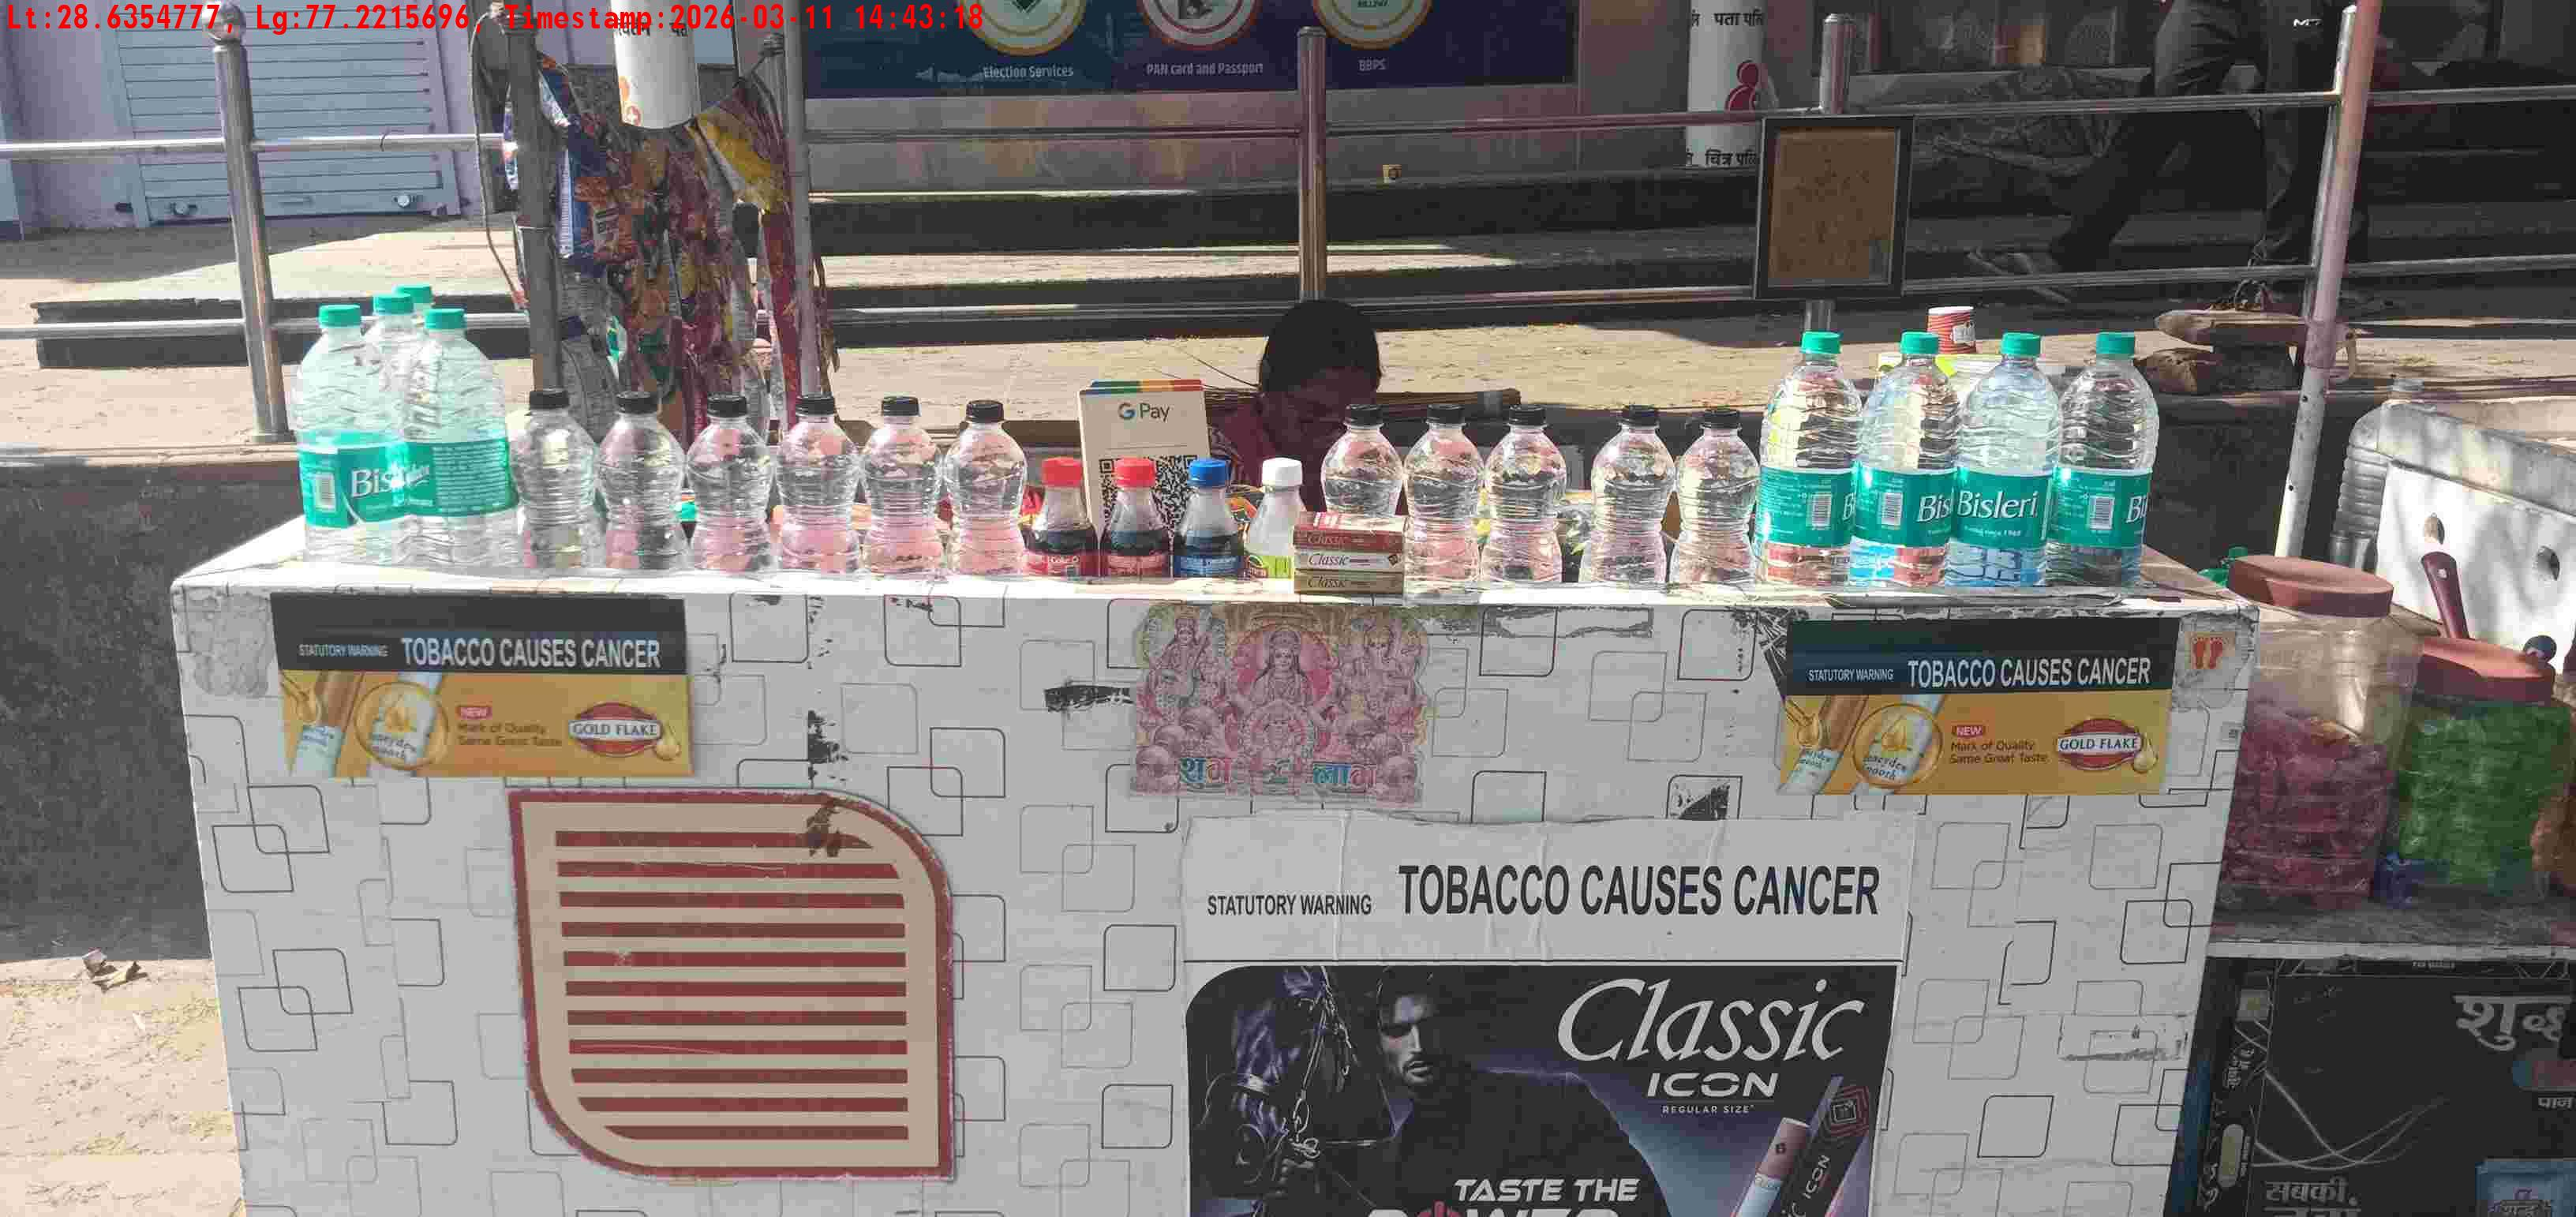 Lt:28.6354777, Lg:77.2215696, Timestamp:2026-03-11 14:43:18
पता
Election Services
PAN card and Passport
BBPS
चित्र
G Pay
Bisleri
Bis
Bisleri
Classic
Classic
Classic
STATUTORY WARNING TOBACCO CAUSES CANCER
NEW
Mark of Quality
Same Great Taste
GOLD FLAKE
शुभ लाभ
STATUTORY WARNING TOBACCO CAUSES CANCER
NEW
Mark of Quality
Same Great Taste
GOLD FLAKE
STATUTORY WARNING TOBACCO CAUSES CANCER
Classic
ICON
REGULAR SIZE
TASTE THE
ICON
पान
सबकी